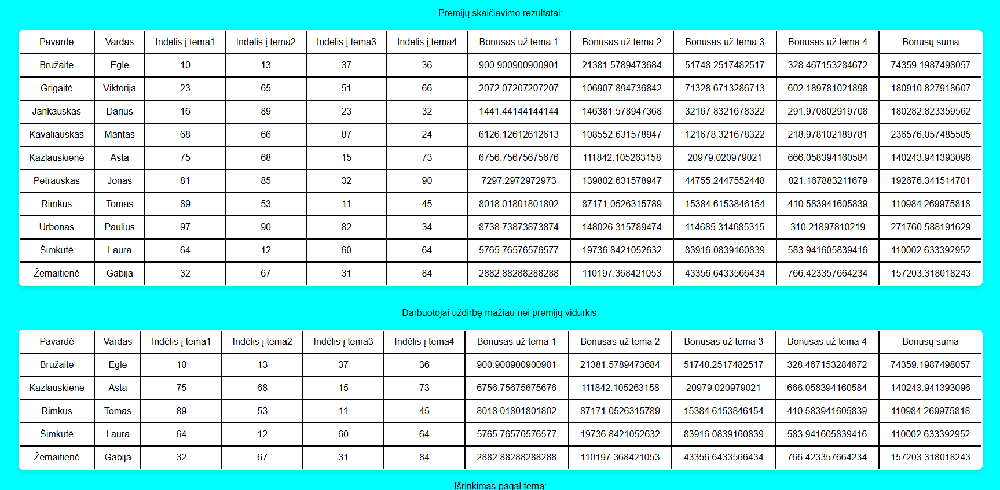 Premijų skaičiavimo rezultatai:
Pavardė Vardas Indėlis į tema1 Indėlis į tema2 Indėlis į tema3 Indėlis į tema4 Bonusas už tema 1 Bonusas už tema 2 Bonusas už tema 3 Bonusas už tema 4 Bonusų suma
Bružaitė Eglė 10 13 37 36 900.900900900901 21381.5789473684 51748.2517482517 328.467153284672 74359.1987498057
Grigaitė Viktorija 23 65 51 66 2072.07207207207 106907.894736842 71328.6713286713 602.189781021898 180910.827918607
Jankauskas Darius 16 89 23 32 1441.44144144144 146381.578947368 32167.8321678322 291.970802919708 180282.823359562
Kavaliauskas Mantas 68 66 87 24 6126.12612612613 108552.631578947 121678.321678322 218.978102189781 236576.057485585
Kazlauskienė Asta 75 68 15 73 6756.75675675676 111842.105263158 20979.020979021 666.058394160584 140243.941393096
Petrauskas Jonas 81 85 32 90 7297.2972972973 139802.631578947 44755.2447552448 821.167883211679 192676.341514701
Rimkus Tomas 89 53 11 45 8018.01801801802 87171.0526315789 15384.6153846154 410.583941605839 110984.269975818
Urbonas Paulius 97 90 82 34 8738.73873873874 148026.315789474 114685.314685315 310.21897810219 271760.588191629
Šimkutė Laura 64 12 60 64 5765.76576576577 19736.8421052632 83916.0839160839 583.941605839416 110002.633392952
Žemaitienė Gabija 32 67 31 84 2882.88288288288 110197.368421053 43356.6433566434 766.423357664234 157203.318018243
Darbuotojai uždirbę mažiau nei premijų vidurkis:
Pavardė Vardas Indėlis į tema1 Indėlis į tema2 Indėlis į tema3 Indėlis į tema4 Bonusas už tema 1 Bonusas už tema 2 Bonusas už tema 3 Bonusas už tema 4 Bonusų suma
Bružaitė Eglė 10 13 37 36 900.900900900901 21381.5789473684 51748.2517482517 328.467153284672 74359.1987498057
Kazlauskienė Asta 75 68 15 73 6756.75675675676 111842.105263158 20979.020979021 666.058394160584 140243.941393096
Rimkus Tomas 89 53 11 45 8018.01801801802 87171.0526315789 15384.6153846154 410.583941605839 110984.269975818
Šimkutė Laura 64 12 60 64 5765.76576576577 19736.8421052632 83916.0839160839 583.941605839416 110002.633392952
Žemaitienė Gabija 32 67 31 84 2882.88288288288 110197.368421053 43356.6433566434 766.423357664234 157203.318018243
Išrinkimas pagal temą: